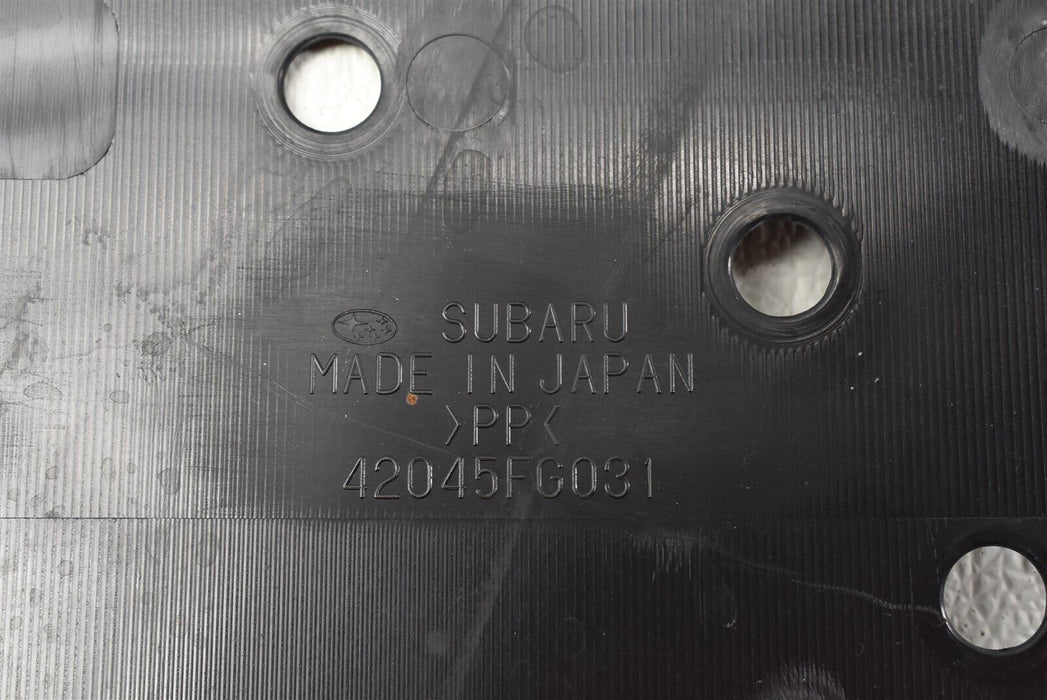 SUBARU
MADE IN JAPAN
>PP<
42045FG031